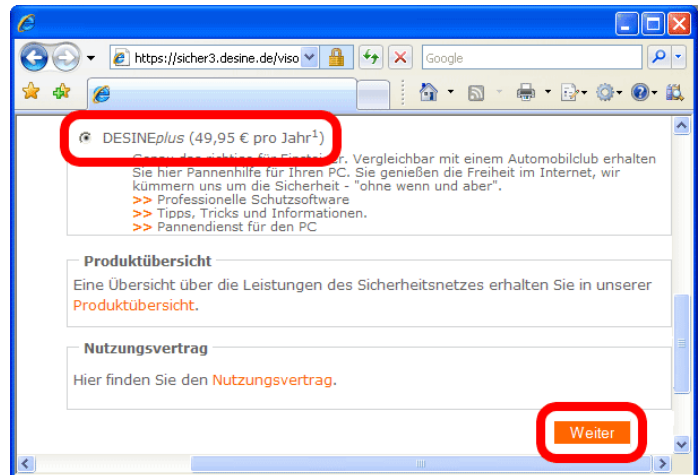 https://sicher3.desine.de/viso
Google
DESINEplus (49,95 € pro Jahr¹)
Genau das richtige für Einsteiger. Vergleichbar mit einem Automobilclub erhalten
Sie hier Pannenhilfe für Ihren PC. Sie genießen die Freiheit im Internet, wir
kümmern uns um die Sicherheit - "ohne wenn und aber".
>> Professionelle Schutzsoftware
>> Tipps, Tricks und Informationen.
>> Pannendienst für den PC
Produktübersicht
Eine Übersicht über die Leistungen des Sicherheitsnetzes erhalten Sie in unserer
Produktübersicht.
Nutzungsvertrag
Hier finden Sie den Nutzungsvertrag.
Weiter